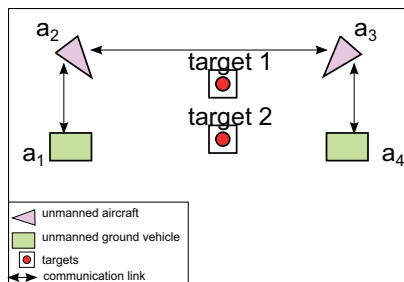 a2
a3
target 1
target 2
a1
a4
unmanned aircraft
unmanned ground vehicle
targets
communication link